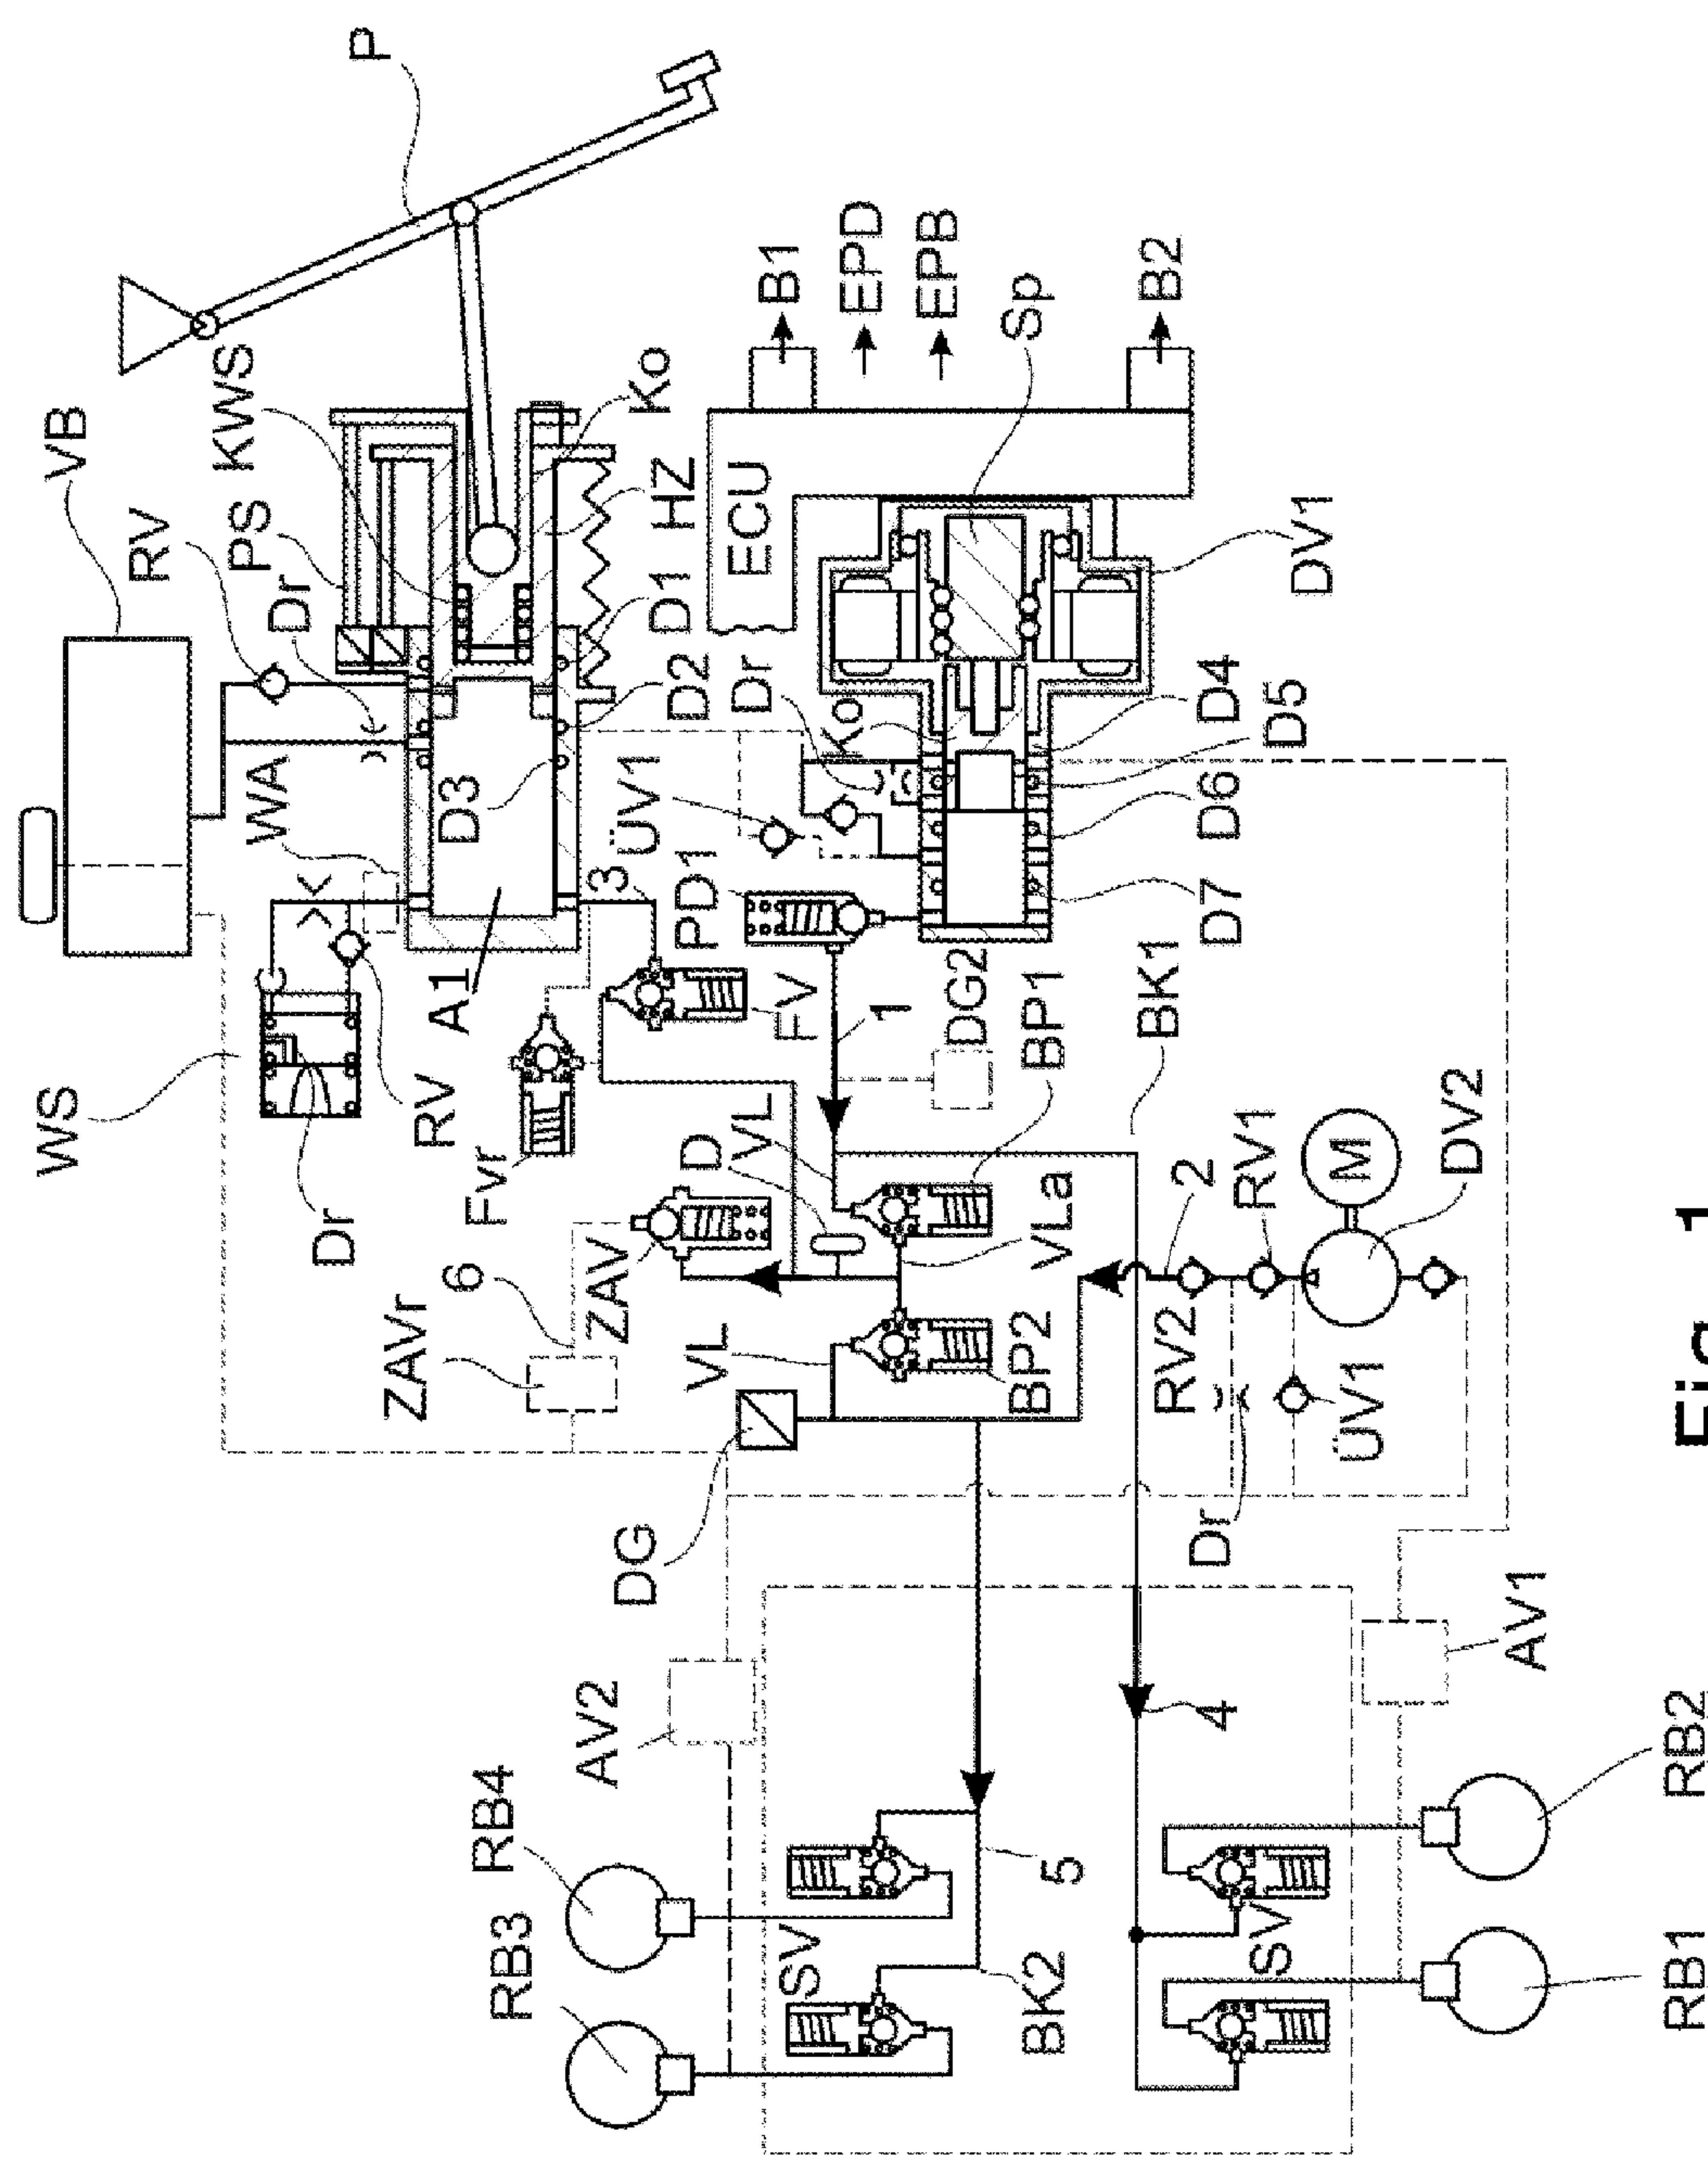 P
VB
RV
PS
KWS
Dr
Ko
HZ
D1
D2
D3
WA
A1
WS
RV
Dr
Fvr
FV
3
ÜV1
PD1
Dr
Ko
B1
EPD
EPB
B2
Sp
ECU
DV1
D4
D5
D6
D7
1
DG2
BP1
BK1
D
VL
VLa
ZAV
6
ZAVr
VL
BP2
2
RV1
DV2
M
RV2
ÜV1
Dr
DG
AV2
AV1
4
5
RB4
RB3
SV
BK2
SV
RB2
RB1
Fig. 1